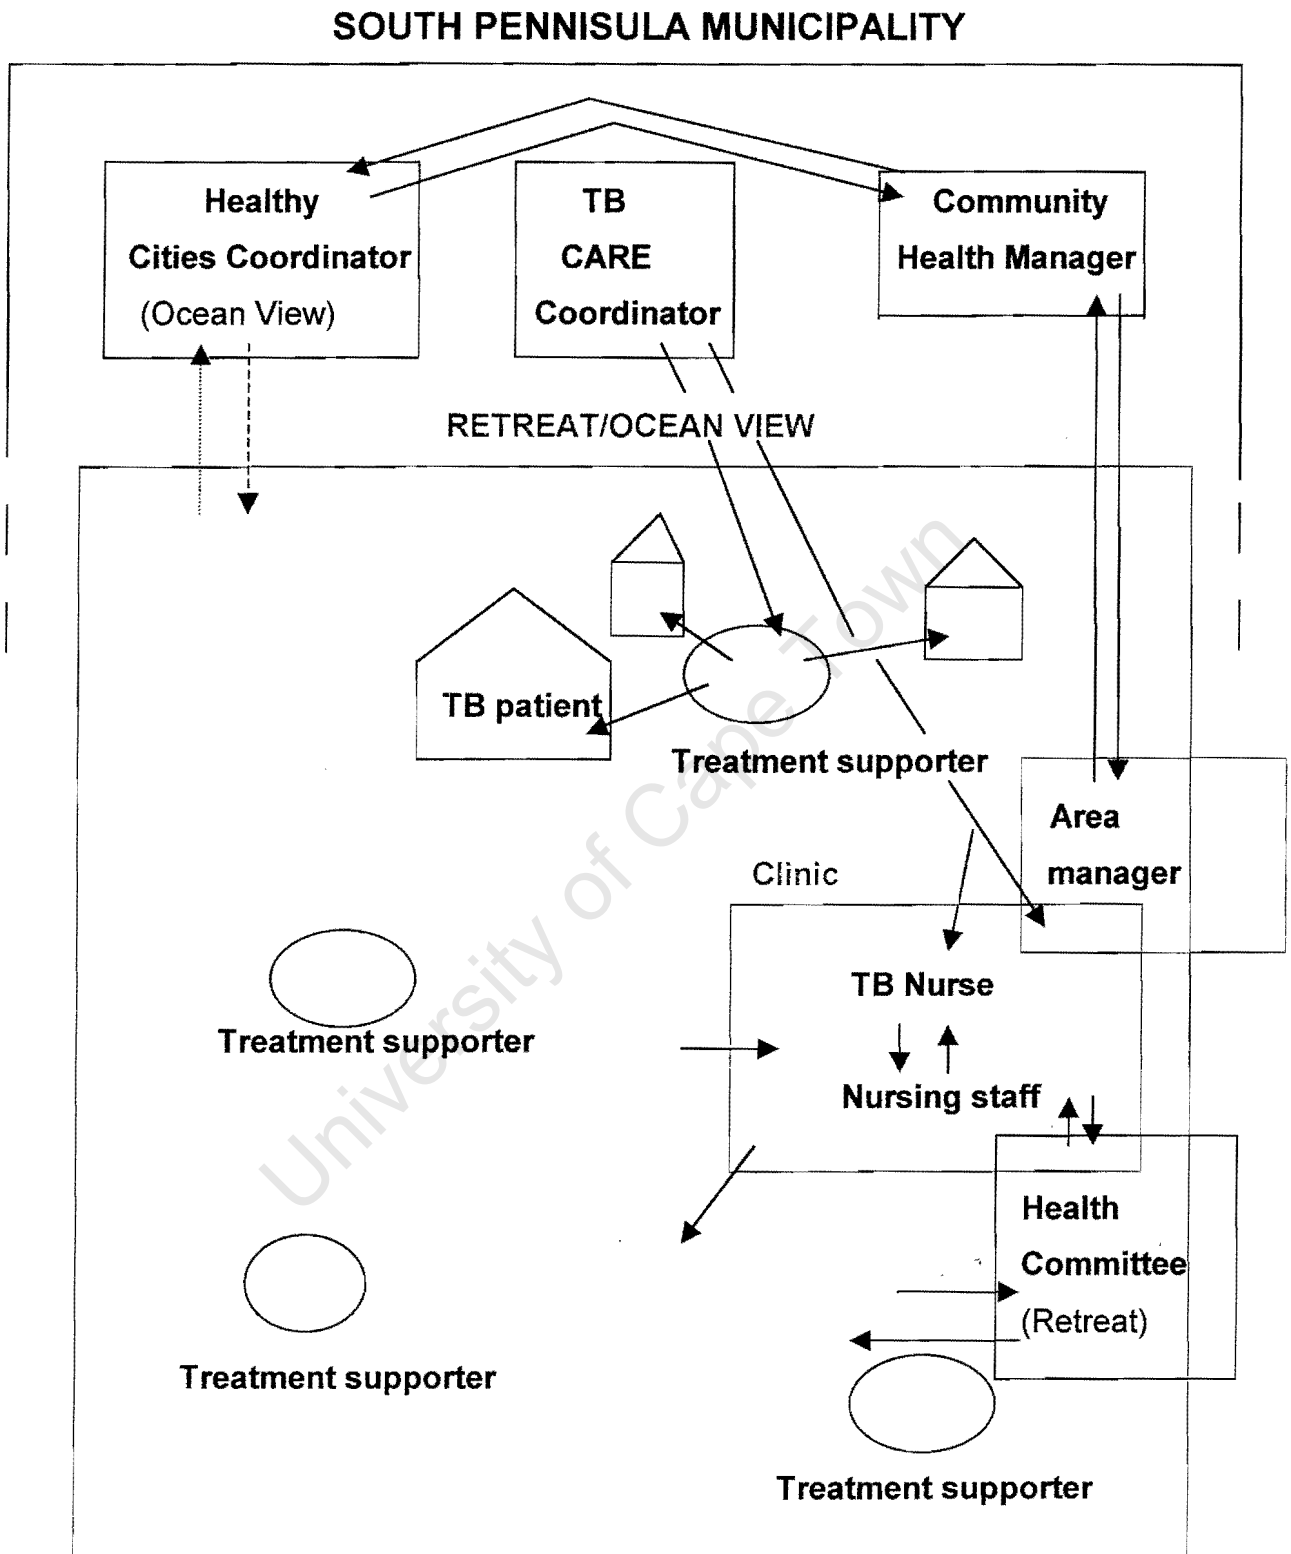 SOUTH PENNISULA MUNICIPALITY
Healthy
Cities Coordinator
(Ocean View)
TB
CARE
Coordinator
Community
Health Manager
RETREAT/OCEAN VIEW
TB patient
Treatment supporter
Area
manager
Clinic
TB Nurse
Nursing staff
Treatment supporter
Health
Committee
(Retreat)
Treatment supporter
Treatment supporter
University of Cape Town